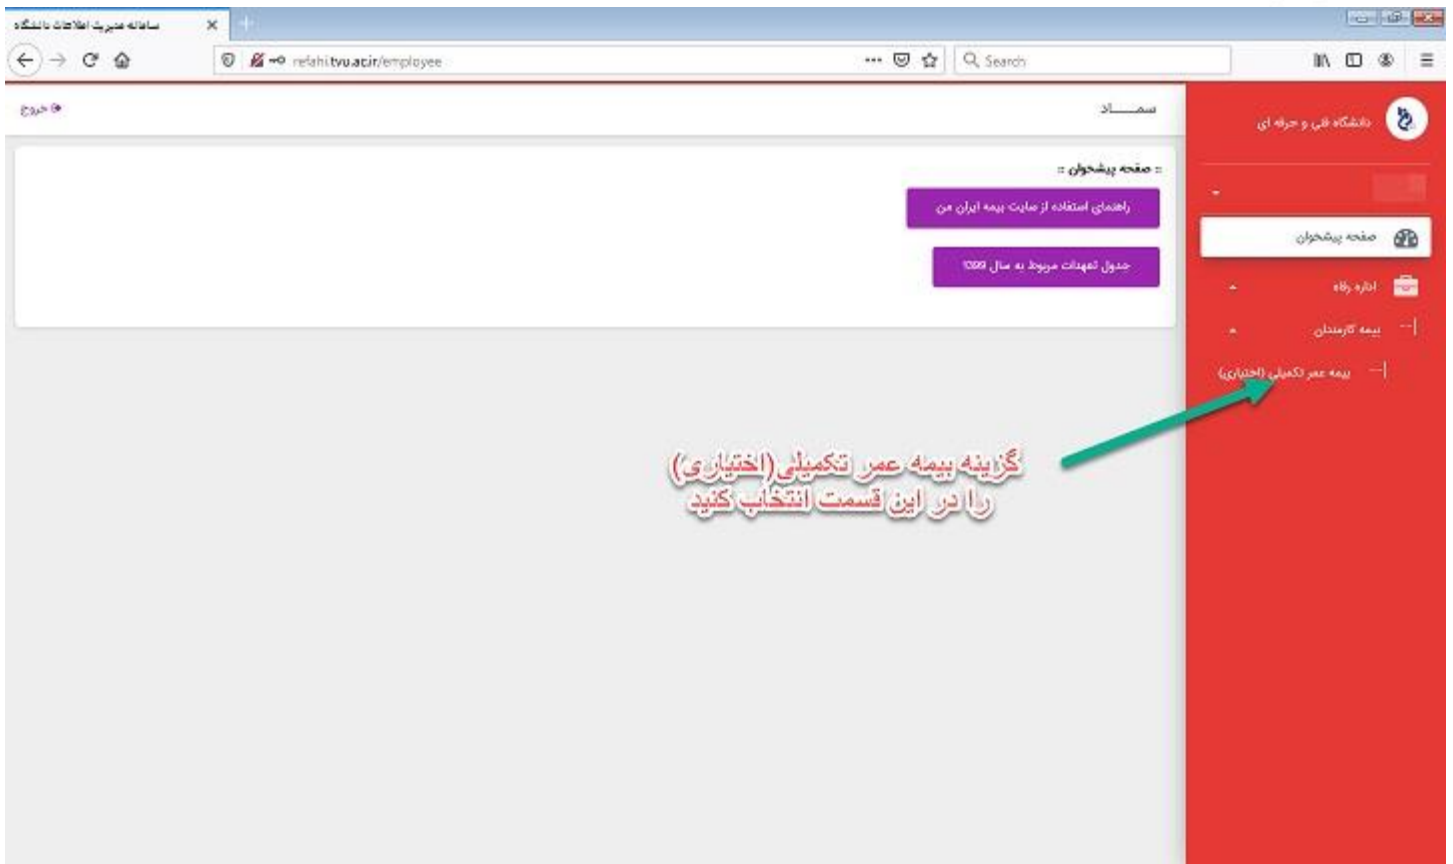 سامانه مدیریت اطلاعات دانشگاه
refahi.tvu.ac.ir/employee
Search
دانشگاه فنی و حرفه ای
سمـــاد
خروج
:: صفحه پیشخوان ::
راهنمای استفاده از سایت بیمه ایران من
جدول تعهدات مربوط به سال 1399
صفحه پیشخوان
اداره رفاه
بیمه کارمندان
بیمه عمر تکمیلی (اختیاری)
گزینه بیمه عمر تکمیلی(اختیاری)
را در این قسمت انتخاب کنید